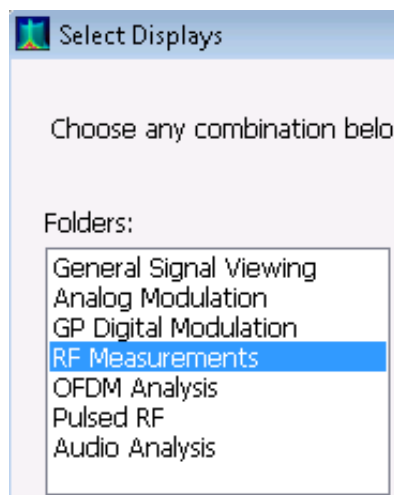 Select Displays
Choose any combination belo
Folders:
General Signal Viewing
Analog Modulation
GP Digital Modulation
RF Measurements
OFDM Analysis
Pulsed RF
Audio Analysis